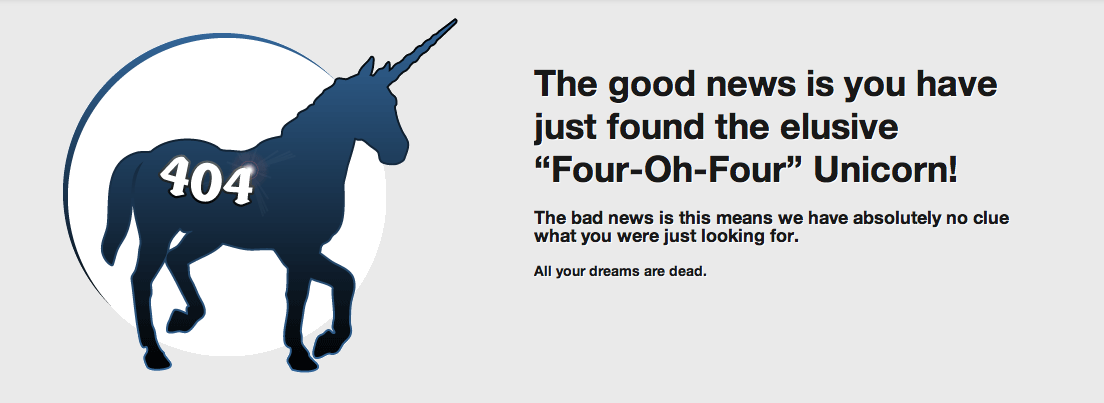 404
The good news is you have
just found the elusive
“Four-Oh-Four” Unicorn!
The bad news is this means we have absolutely no clue
what you were just looking for.
All your dreams are dead.